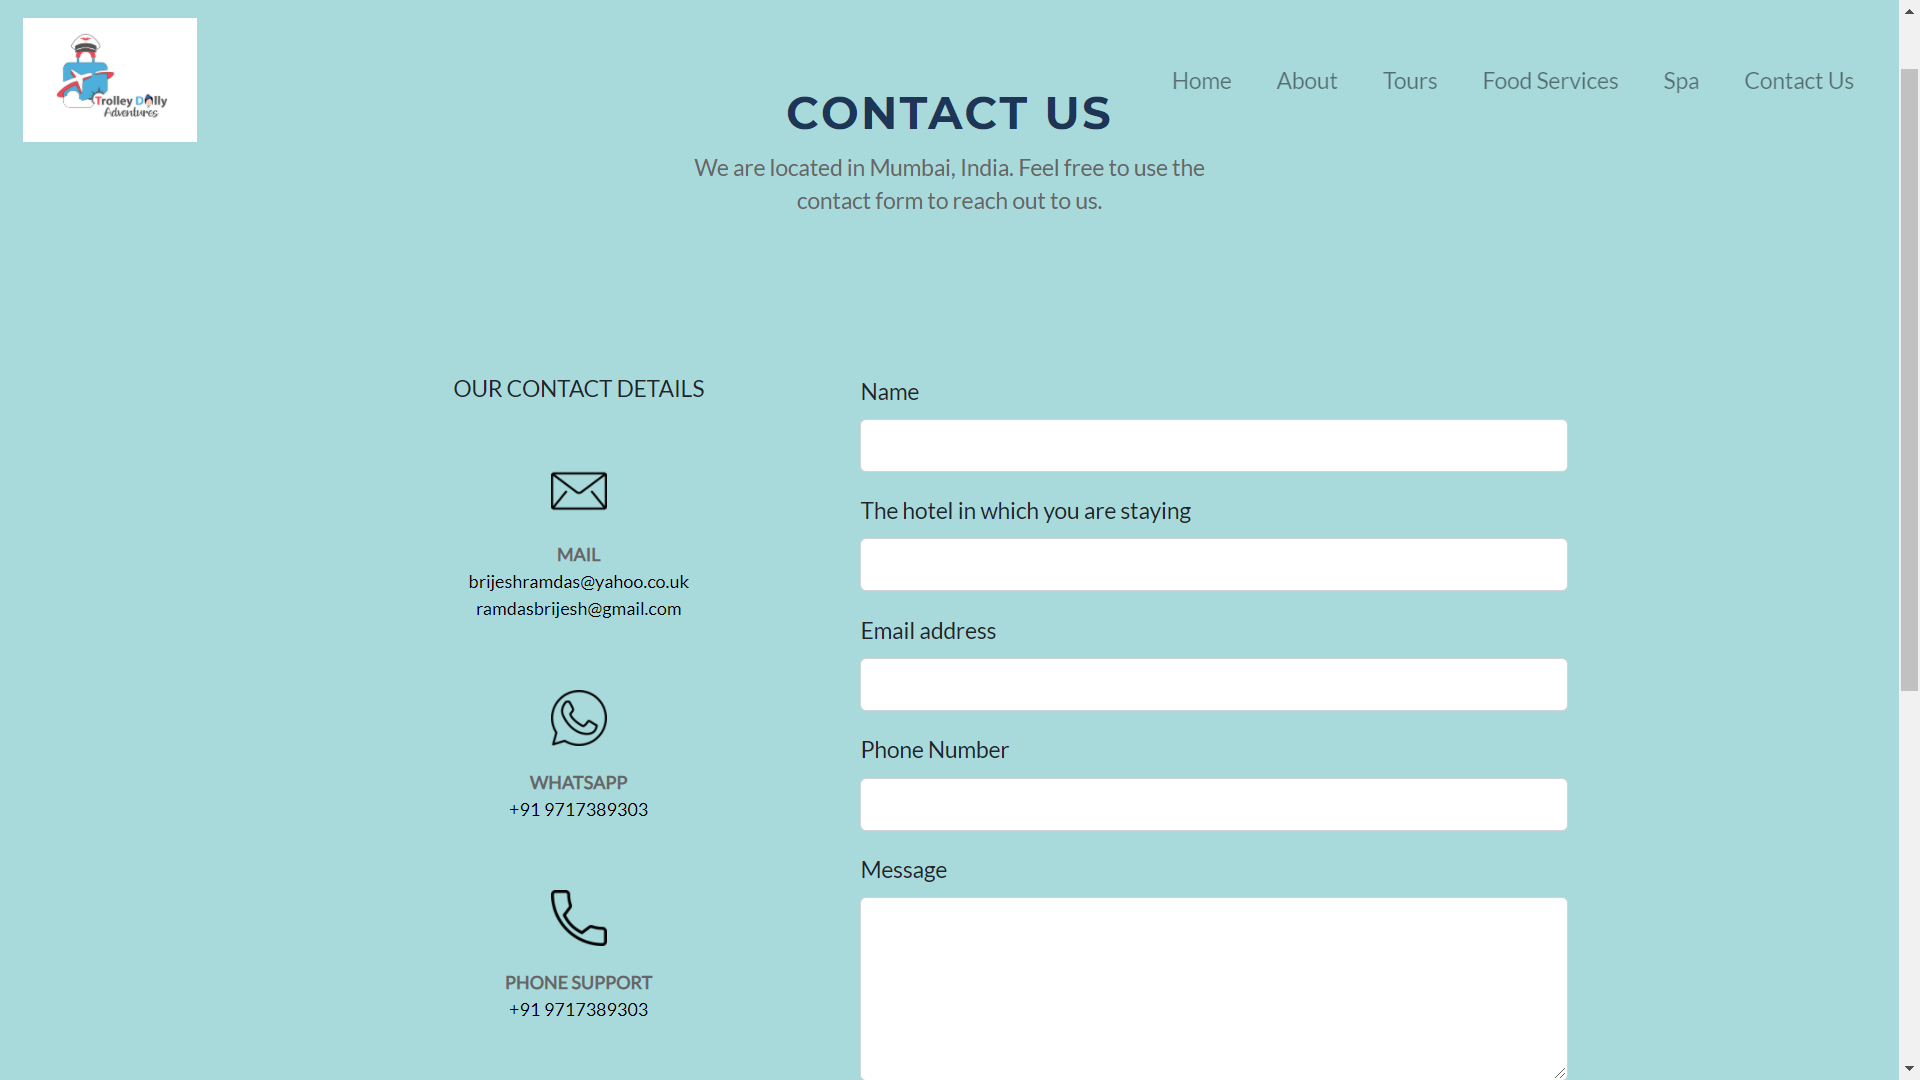 Trolley Dolly
Adventures
Home
About
Tours
Food Services
Spa
Contact Us
CONTACT US
We are located in Mumbai, India. Feel free to use the
contact form to reach out to us.
OUR CONTACT DETAILS
MAIL
brijeshramdas@yahoo.co.uk
ramdasbrijesh@gmail.com
WHATSAPP
+91 9717389303
PHONE SUPPORT
+91 9717389303
Name
The hotel in which you are staying
Email address
Phone Number
Message